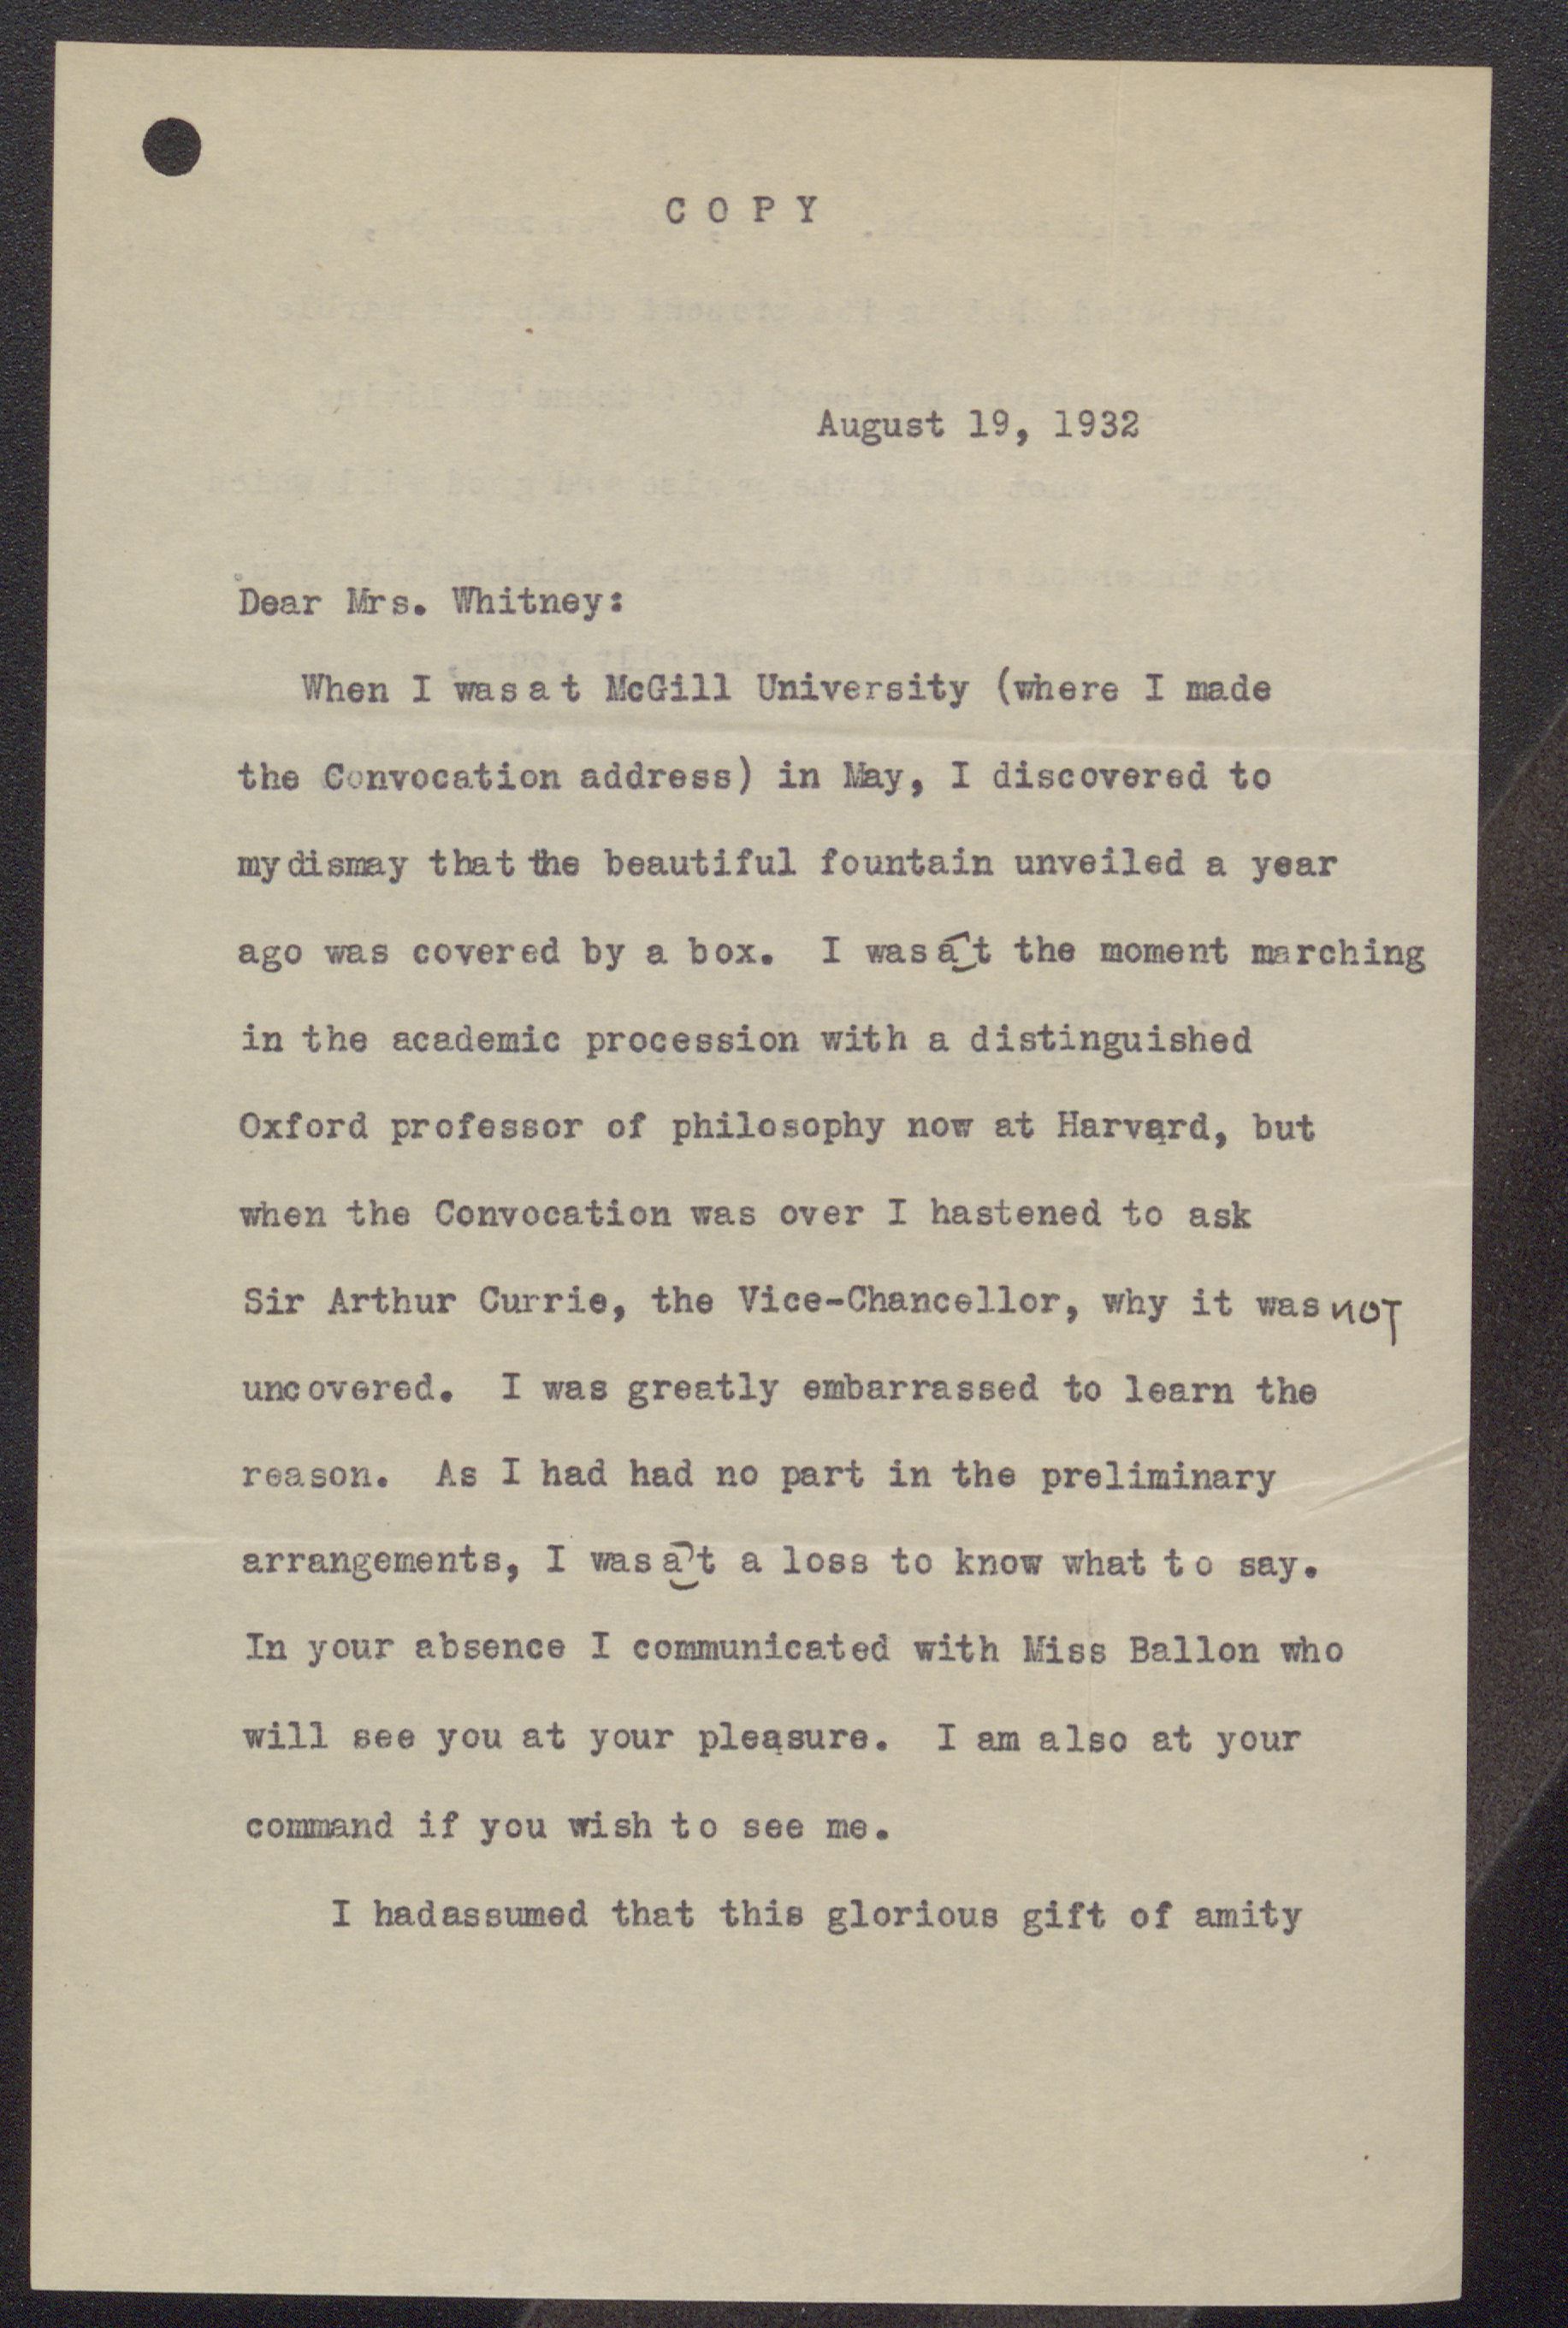 COPY
August 19, 1932
Dear Mrs. Whitney:
When I was at McGill University (where I made
the Convocation address) in May, I discovered to
my dismay that the beautiful fountain unveiled a year
ago was covered by a box. I was at the moment marching
in the academic procession with a distinguished
Oxford professor of philosophy now at Harvard, but
when the Convocation was over I hastened to ask
Sir Arthur Currie, the Vice-Chancellor, why it was not
uncovered. I was greatly embarrassed to learn the
reason. As I had had no part in the preliminary
arrangements, I was at a loss to know what to say.
In your absence I communicated with Miss Ballon who
will see you at your pleasure. I am also at your
command if you wish to see me.
I hadassumed that this glorious gift of amity